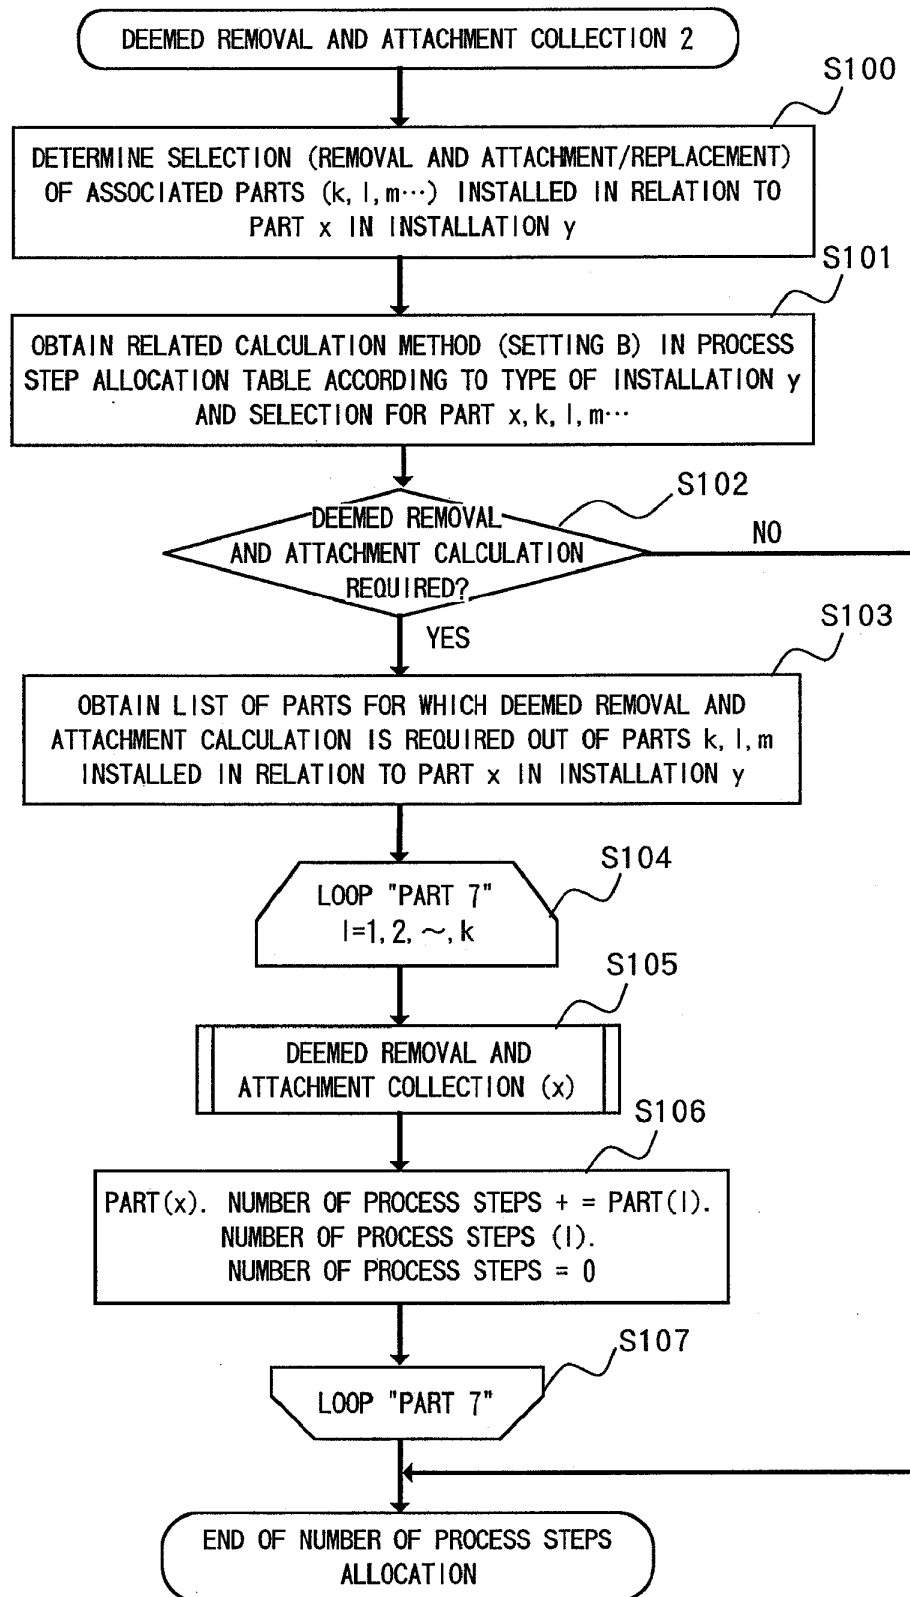 DEEMED REMOVAL AND ATTACHMENT COLLECTION 2
S100
DETERMINE SELECTION (REMOVAL AND ATTACHMENT/REPLACEMENT)
OF ASSOCIATED PARTS (k, l, m···) INSTALLED IN RELATION TO
PART x IN INSTALLATION y
S101
OBTAIN RELATED CALCULATION METHOD (SETTING B) IN PROCESS
STEP ALLOCATION TABLE ACCORDING TO TYPE OF INSTALLATION y
AND SELECTION FOR PART x, k, l, m···
S102
DEEMED REMOVAL
AND ATTACHMENT CALCULATION
REQUIRED?
NO
YES
S103
OBTAIN LIST OF PARTS FOR WHICH DEEMED REMOVAL AND
ATTACHMENT CALCULATION IS REQUIRED OUT OF PARTS k, l, m
INSTALLED IN RELATION TO PART x IN INSTALLATION y
S104
LOOP "PART 7"
l=1, 2, ～, k
S105
DEEMED REMOVAL AND
ATTACHMENT COLLECTION (x)
S106
PART(x). NUMBER OF PROCESS STEPS + = PART(l).
NUMBER OF PROCESS STEPS (l).
NUMBER OF PROCESS STEPS = 0
S107
LOOP "PART 7"
END OF NUMBER OF PROCESS STEPS
ALLOCATION